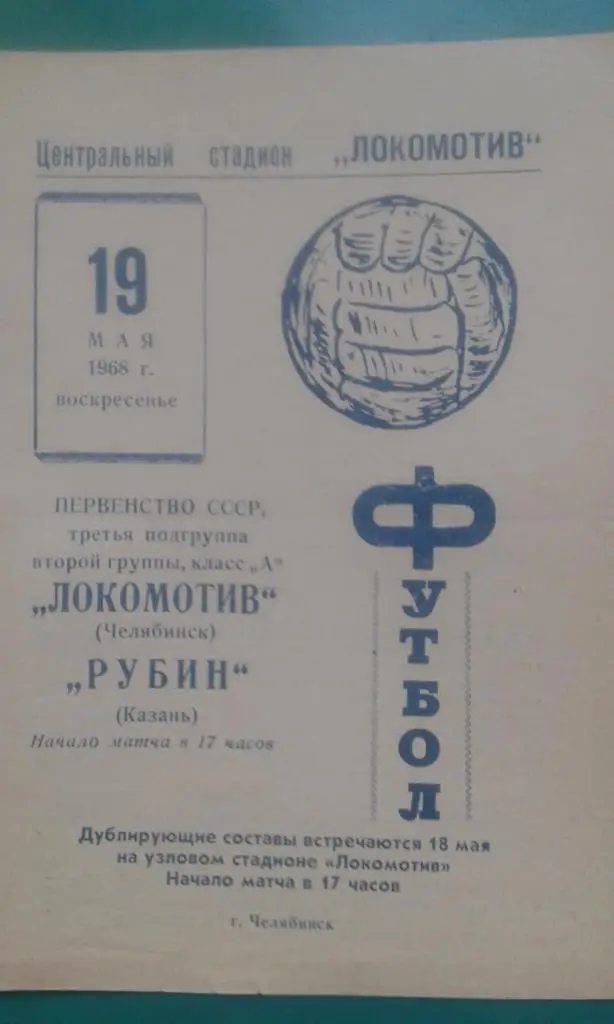 Центральный стадион „ЛОКОМОТИВ“
19
МАЯ
1968 г.
воскресенье
ПЕРВЕНСТВО СССР,
третья подгруппа
второй группы, класс „А“
„ЛОКОМОТИВ“
(Челябинск)
„РУБИН“
(Казань)
Начало матча в 17 часов
ФУТБОЛ
Дублирующие составы встречаются 18 мая
на узловом стадионе «Локомотив»
Начало матча в 17 часов
г. Челябинск